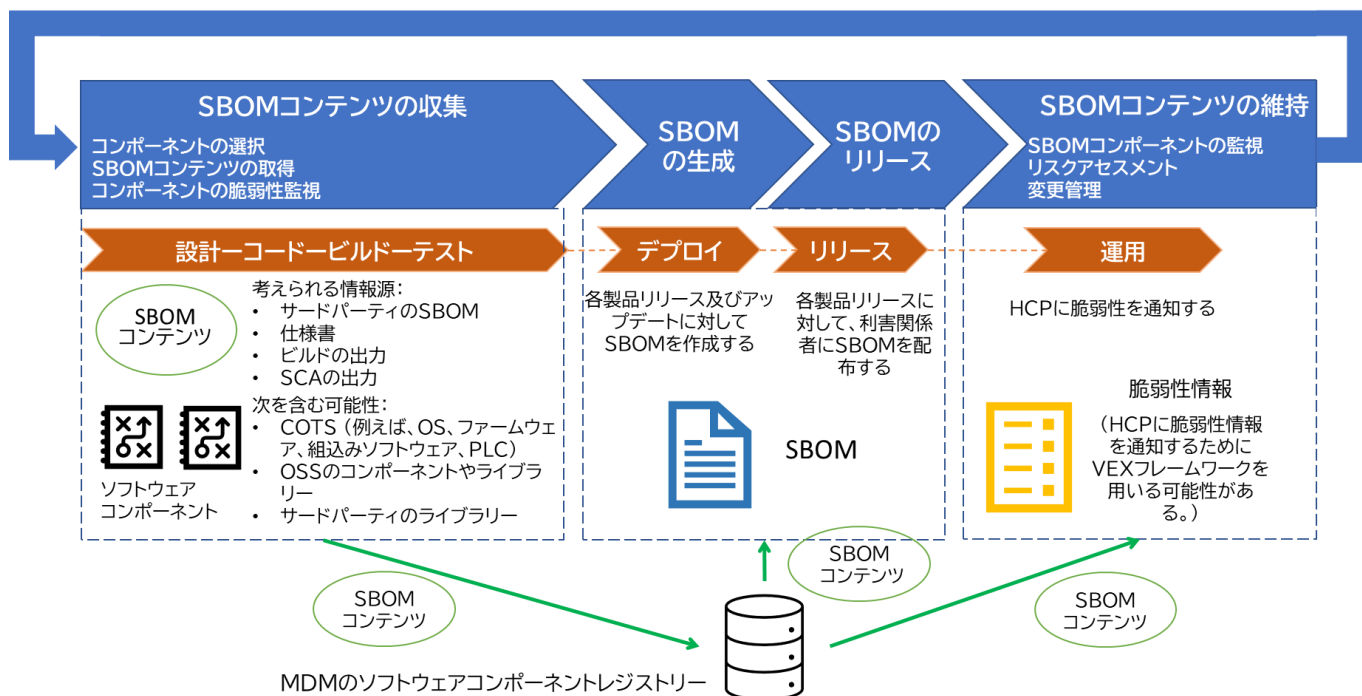 SBOMコンテンツの収集
コンポーネントの選択
SBOMコンテンツの取得
コンポーネントの脆弱性監視
SBOM
の生成
SBOMの
リリース
SBOMコンテンツの維持
SBOMコンポーネントの監視
リスクアセスメント
変更管理
設計ーコードービルドーテスト
デプロイ
リリース
運用
SBOM
コンテンツ
考えられる情報源:
• サードパーティのSBOM
• 仕様書
• ビルドの出力
• SCAの出力
ソフトウェア
コンポーネント
次を含む可能性:
• COTS (例えば、OS、ファームウェ
ア、組込みソフトウェア、PLC)
• OSSのコンポーネントやライブラ
リー
• サードパーティのライブラリー
各製品リリース及びアッ
プデートに対して
SBOMを作成する
各製品リリースに
対して、利害関係
者にSBOMを配
布する
SBOM
HCPに脆弱性を通知する
脆弱性情報
(HCPに脆弱性情報
を通知するために
VEXフレームワークを
用いる可能性があ
る。)
SBOM
コンテンツ
SBOM
コンテンツ
SBOM
コンテンツ
MDMのソフトウェアコンポーネントレジストリー